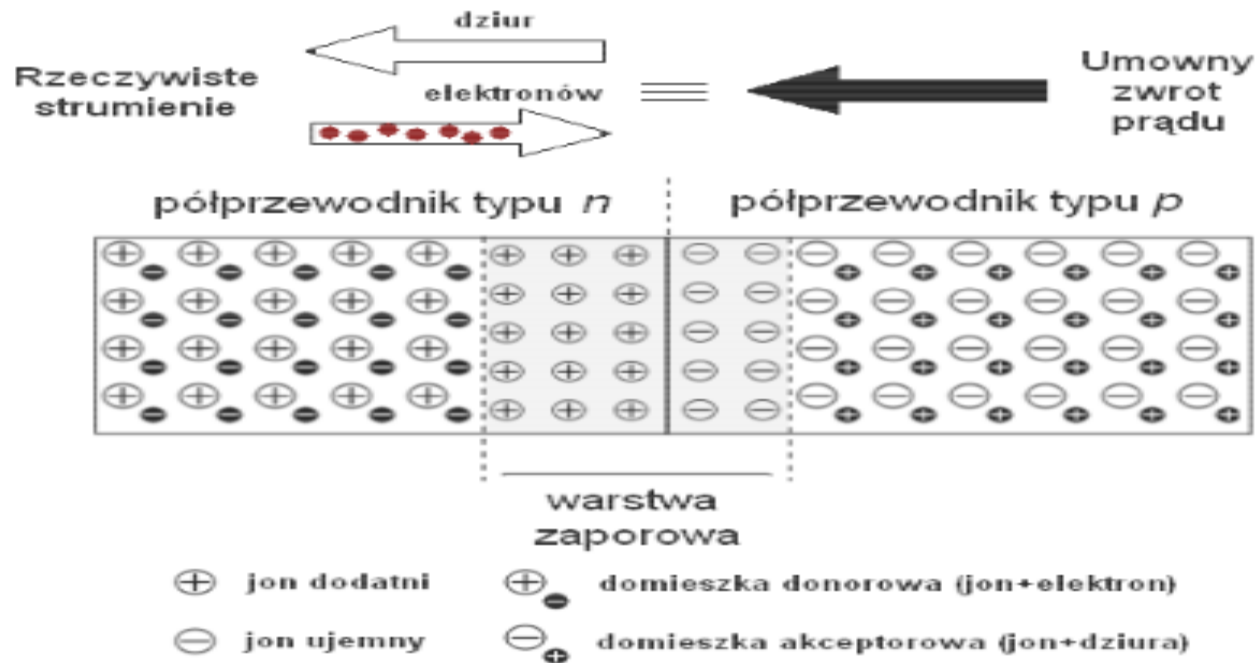 dziur
Rzeczywiste
strumienie
elektronów
Umowny
zwrot
prądu
półprzewodnik typu n
półprzewodnik typu p
warstwa
zaporowa
jon dodatni
domieszka donorowa (jon+elektron)
jon ujemny
domieszka akceptorowa (jon+dziura)